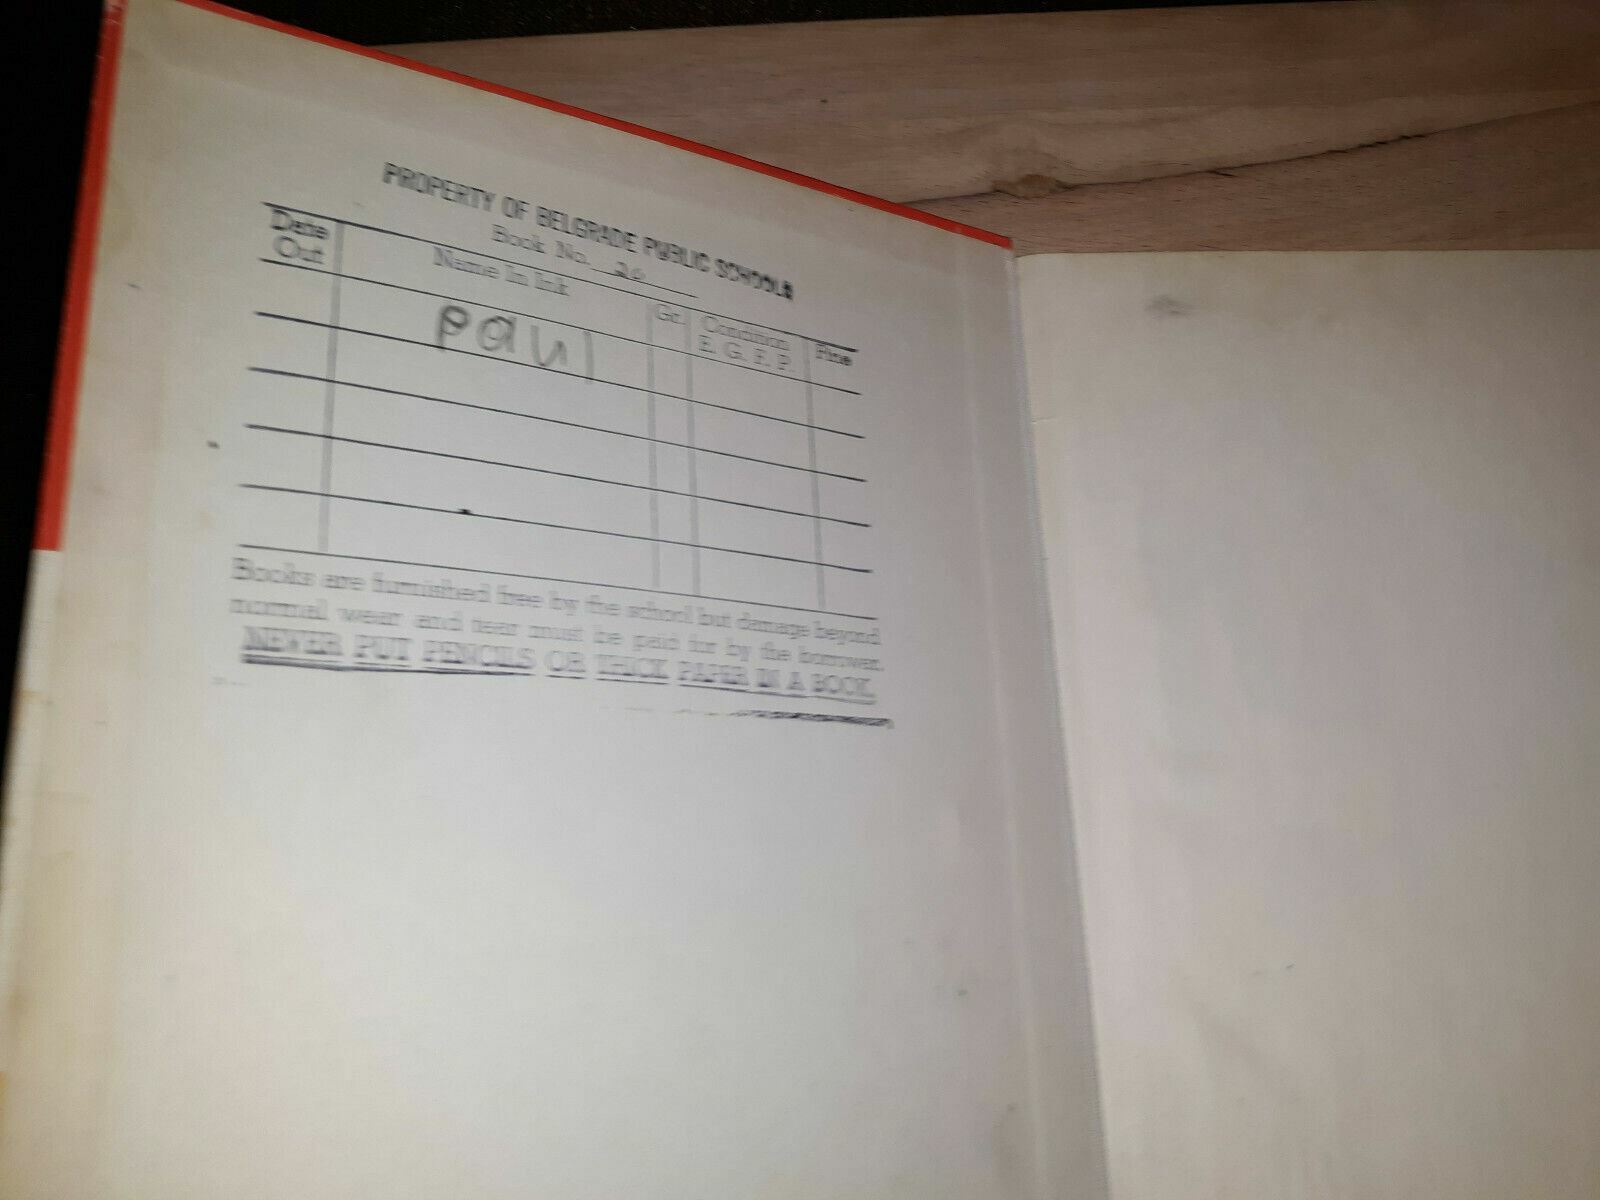 PROPERTY OF BELGRADE PUBLIC SCHOOLS
Book No. 20
Date Out Name In Ink Gr. Condition E. G. F. P. Fine
paul
Books are furnished free by the school but damage beyond
normal wear and tear must be paid for by the borrower.
NEVER PUT PENCILS OR THICK PAPER IN A BOOK.